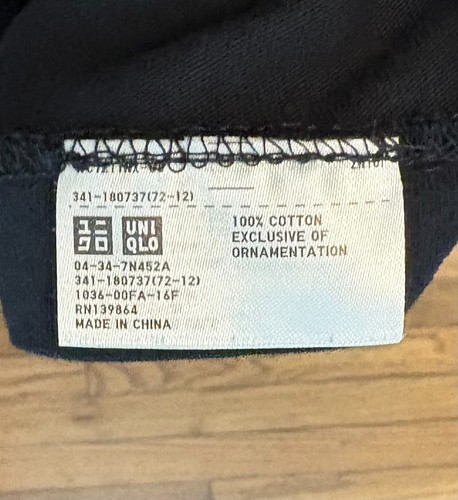 341-180737(72-12)
ユニ
クロ
UNI
QLO
100% COTTON
EXCLUSIVE OF
ORNAMENTATION
04-34-7N452A
341-180737(72-12)
1036-00FA-16F
RN139864
MADE IN CHINA